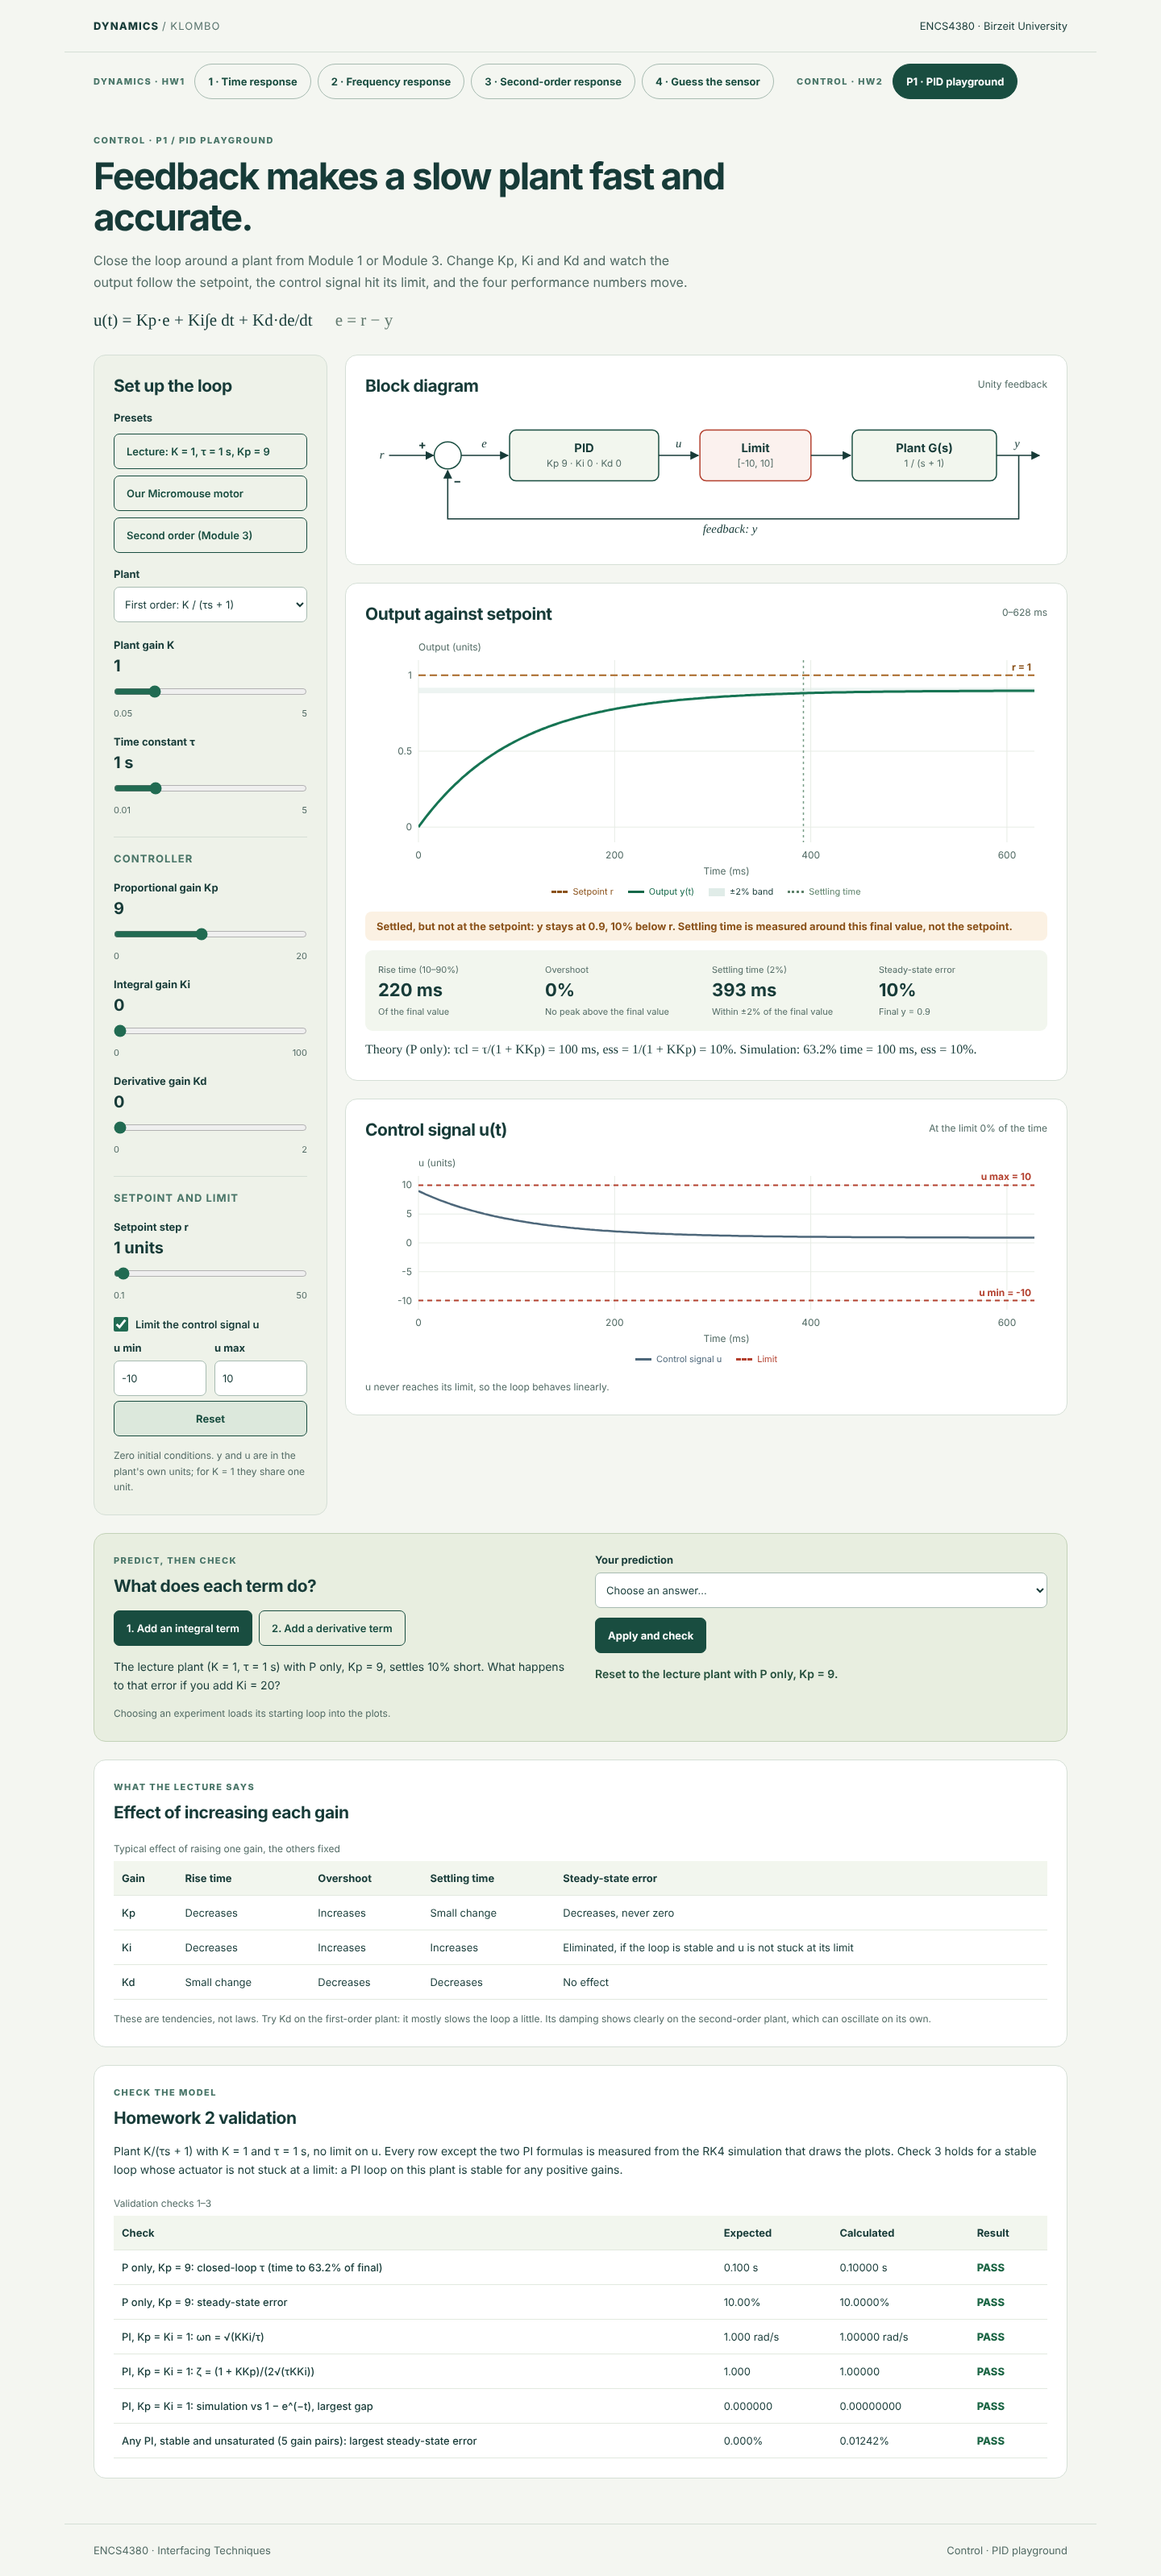 DYNAMICS / KLOMBO
ENCS4380 · Birzeit University
DYNAMICS · HW1
1 · Time response
2 · Frequency response
3 · Second-order response
4 · Guess the sensor
CONTROL · HW2
P1 · PID playground
CONTROL · P1 / PID PLAYGROUND
Feedback makes a slow plant fast and
accurate.
Close the loop around a plant from Module 1 or Module 3. Change Kp, Ki and Kd and watch the
output follow the setpoint, the control signal hit its limit, and the four performance numbers move.
u(t) = Kp·e + Ki∫e dt + Kd·de/dt e = r − y
Set up the loop
Presets
Lecture: K = 1, τ = 1 s, Kp = 9
Our Micromouse motor
Second order (Module 3)
Plant
First order: K / (τs + 1)
Plant gain K
1
0.05 5
Time constant τ
1 s
0.01 5
CONTROLLER
Proportional gain Kp
9
0 20
Integral gain Ki
0
0 100
Derivative gain Kd
0
0 2
SETPOINT AND LIMIT
Setpoint step r
1 units
0.1 50
Limit the control signal u
u min u max
-10 10
Reset
Zero initial conditions. y and u are in the
plant's own units; for K = 1 they share one
unit.
Block diagram
Unity feedback
r
+
−
e
PID
Kp 9 · Ki 0 · Kd 0
u
Limit
[-10, 10]
Plant G(s)
1 / (s + 1)
y
feedback: y
Output against setpoint
0–628 ms
Output (units)
r = 1
1
0.5
0
0 200 400 600
Time (ms)
Setpoint r Output y(t) ±2% band Settling time
Settled, but not at the setpoint: y stays at 0.9, 10% below r. Settling time is measured around this final value, not the setpoint.
Rise time (10–90%) Overshoot Settling time (2%) Steady-state error
220 ms 0% 393 ms 10%
Of the final value No peak above the final value Within ±2% of the final value Final y = 0.9
Theory (P only): τcl = τ/(1 + KKp) = 100 ms, ess = 1/(1 + KKp) = 10%. Simulation: 63.2% time = 100 ms, ess = 10%.
Control signal u(t)
At the limit 0% of the time
u (units)
u max = 10
10
5
0
-5
-10
u min = -10
0 200 400 600
Time (ms)
Control signal u Limit
u never reaches its limit, so the loop behaves linearly.
PREDICT, THEN CHECK
What does each term do?
1. Add an integral term
2. Add a derivative term
The lecture plant (K = 1, τ = 1 s) with P only, Kp = 9, settles 10% short. What happens
to that error if you add Ki = 20?
Choosing an experiment loads its starting loop into the plots.
Your prediction
Choose an answer...
Apply and check
Reset to the lecture plant with P only, Kp = 9.
WHAT THE LECTURE SAYS
Effect of increasing each gain
Typical effect of raising one gain, the others fixed
Gain Rise time Overshoot Settling time Steady-state error
Kp Decreases Increases Small change Decreases, never zero
Ki Decreases Increases Increases Eliminated, if the loop is stable and u is not stuck at its limit
Kd Small change Decreases Decreases No effect
These are tendencies, not laws. Try Kd on the first-order plant: it mostly slows the loop a little. Its damping shows clearly on the second-order plant, which can oscillate on its own.
CHECK THE MODEL
Homework 2 validation
Plant K/(τs + 1) with K = 1 and τ = 1 s, no limit on u. Every row except the two PI formulas is measured from the RK4 simulation that draws the plots. Check 3 holds for a stable
loop whose actuator is not stuck at a limit: a PI loop on this plant is stable for any positive gains.
Validation checks 1–3
Check Expected Calculated Result
P only, Kp = 9: closed-loop τ (time to 63.2% of final) 0.100 s 0.10000 s PASS
P only, Kp = 9: steady-state error 10.00% 10.0000% PASS
PI, Kp = Ki = 1: ωn = √(KKi/τ) 1.000 rad/s 1.00000 rad/s PASS
PI, Kp = Ki = 1: ζ = (1 + KKp)/(2√(τKKi)) 1.000 1.00000 PASS
PI, Kp = Ki = 1: simulation vs 1 − e^(−t), largest gap 0.000000 0.00000000 PASS
Any PI, stable and unsaturated (5 gain pairs): largest steady-state error 0.000% 0.01242% PASS
ENCS4380 · Interfacing Techniques
Control · PID playground